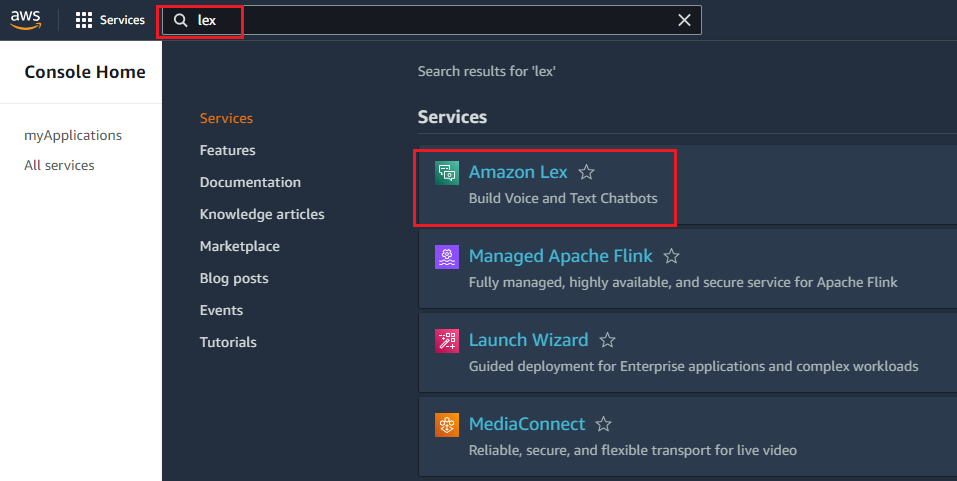 aws Services lex
Console Home
myApplications
All services
Search results for 'lex'
Services
Features
Documentation
Knowledge articles
Marketplace
Blog posts
Events
Tutorials
Services
Amazon Lex
Build Voice and Text Chatbots
Managed Apache Flink
Fully managed, highly available, and secure service for Apache Flink
Launch Wizard
Guided deployment for Enterprise applications and complex workloads
MediaConnect
Reliable, secure, and flexible transport for live video